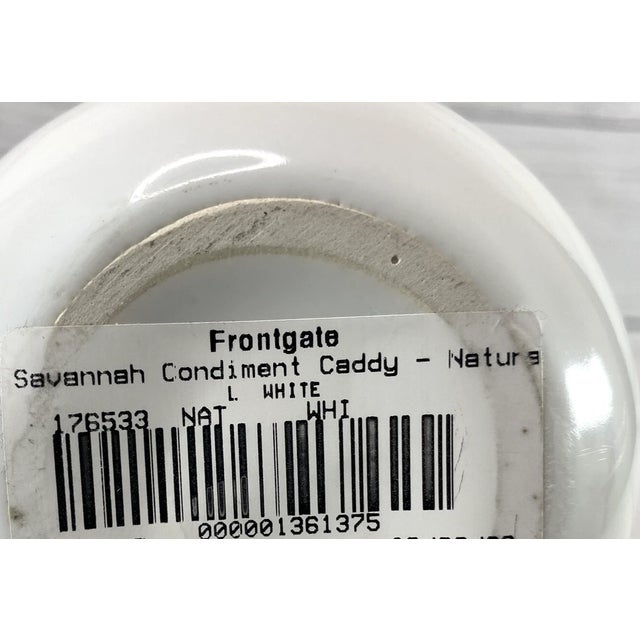 Frontgate
Savannah Condiment Caddy - Natura
L WHITE
176533 NAT WHI
000001361375